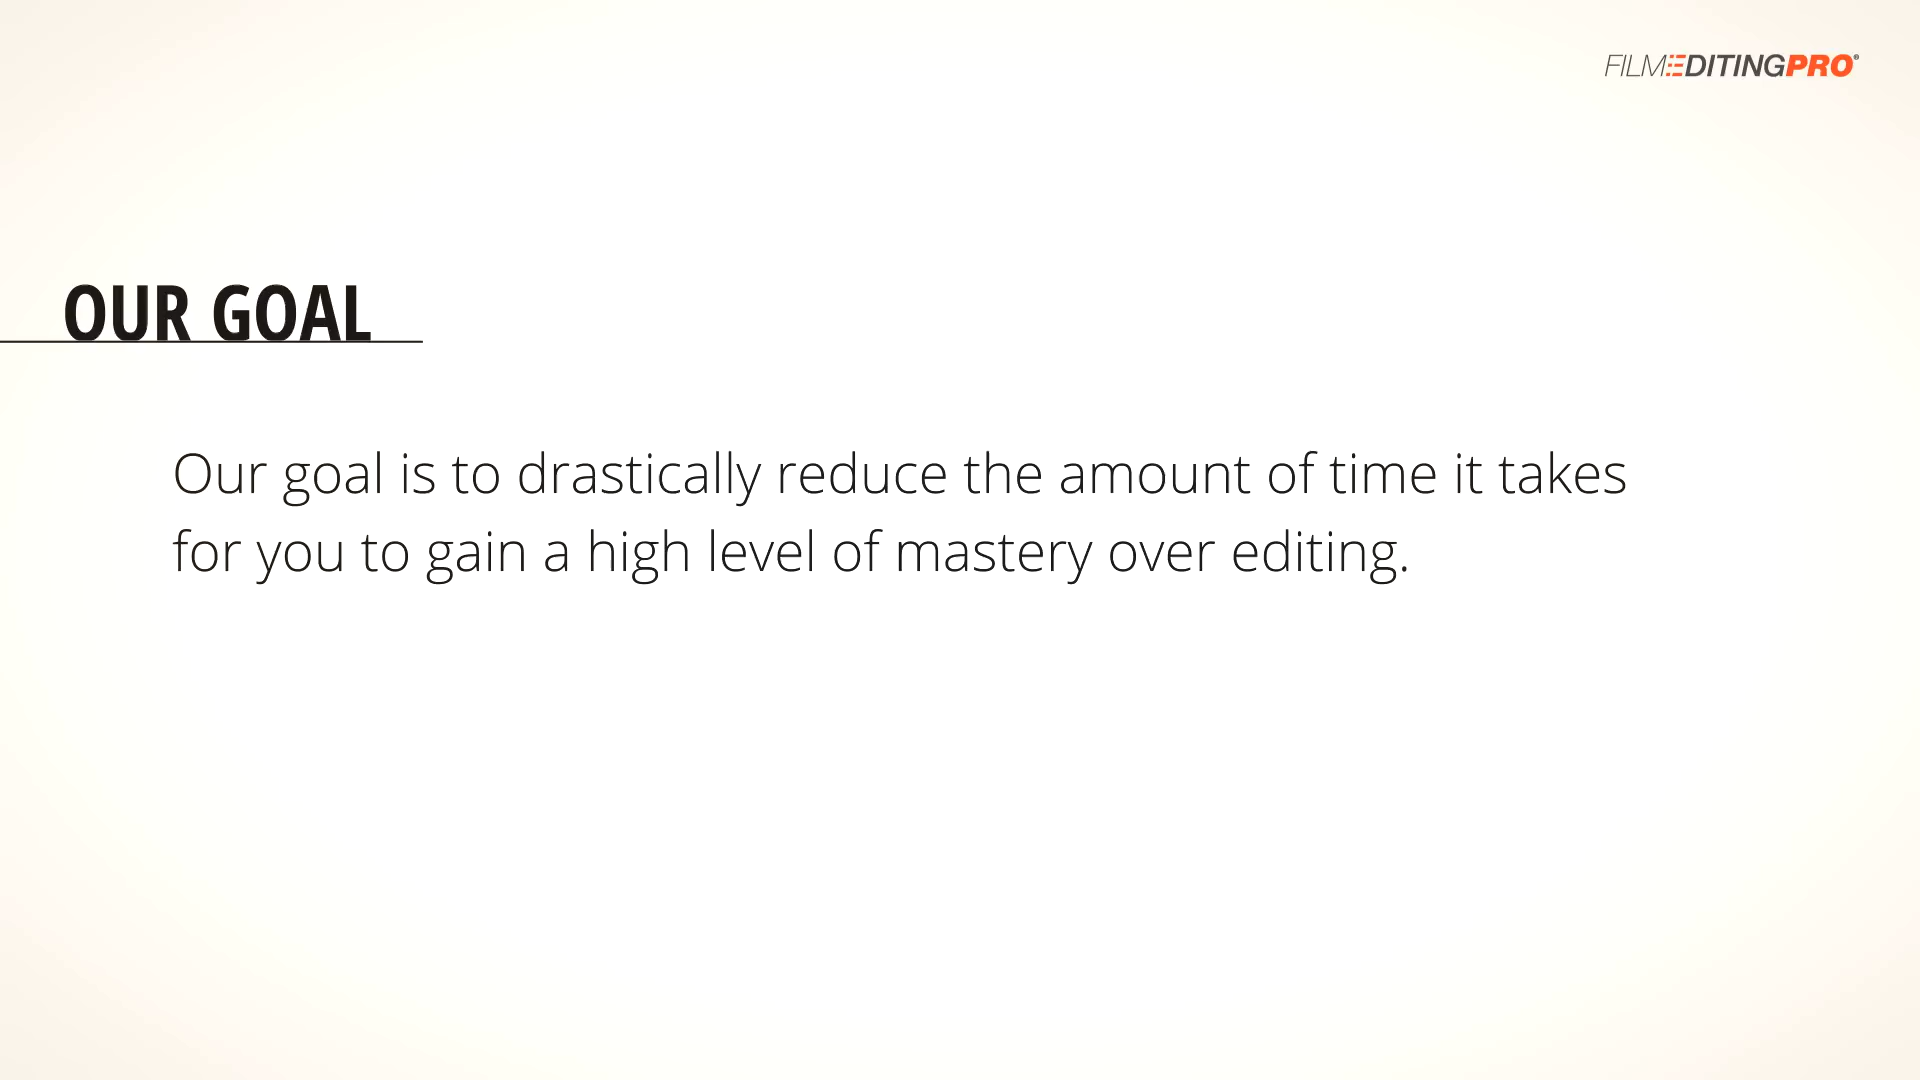 FILMEDITINGPRO®
OUR GOAL
Our goal is to drastically reduce the amount of time it takes
for you to gain a high level of mastery over editing.